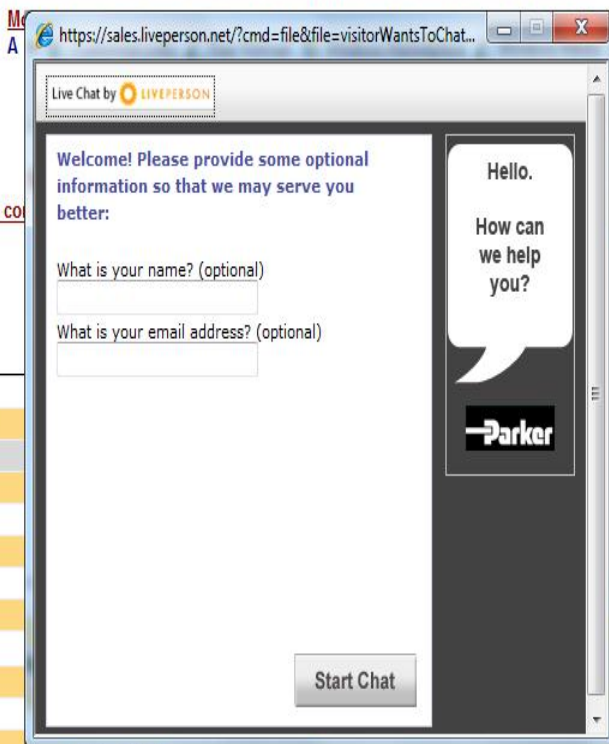 https://sales.liveperson.net/?cmd=file&file=visitorWantsToChat...
A
Live Chat by LIVEPERSON
Welcome! Please provide some optional
information so that we may serve you
better:
What is your name? (optional)
What is your email address? (optional)
Start Chat
Hello.
How can
we help
you?
Parker